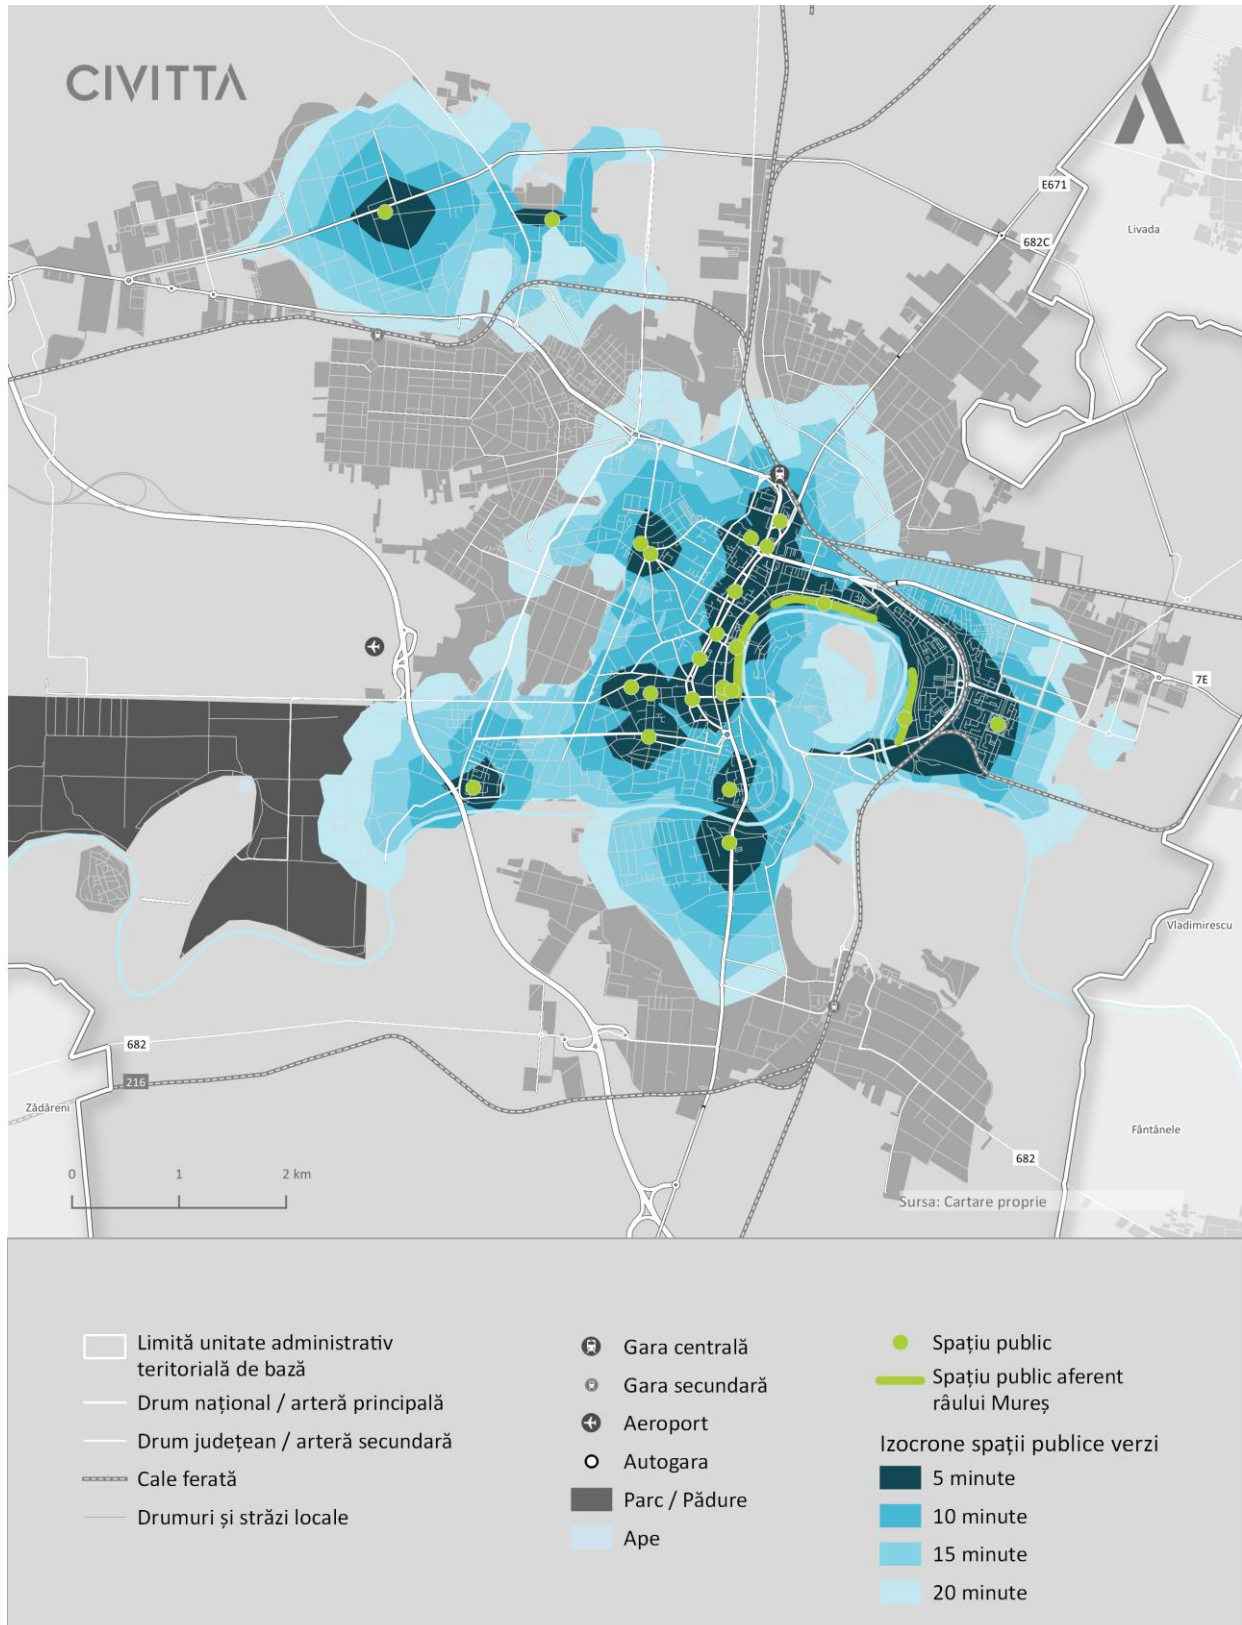 CIVITTA
E671
Livada
682C
7E
Vladimirescu
682
216
Zădăreni
Fântânele
682
0 1 2 km
Sursa: Cartare proprie
Limită unitate administrativ
teritorială de bază
Drum național / arteră principală
Drum județean / arteră secundară
Cale ferată
Drumuri și străzi locale
Gara centrală
Gara secundară
Aeroport
Autogara
Parc / Pădure
Ape
Spațiu public
Spațiu public aferent
râului Mureș
Izocrone spații publice verzi
5 minute
10 minute
15 minute
20 minute